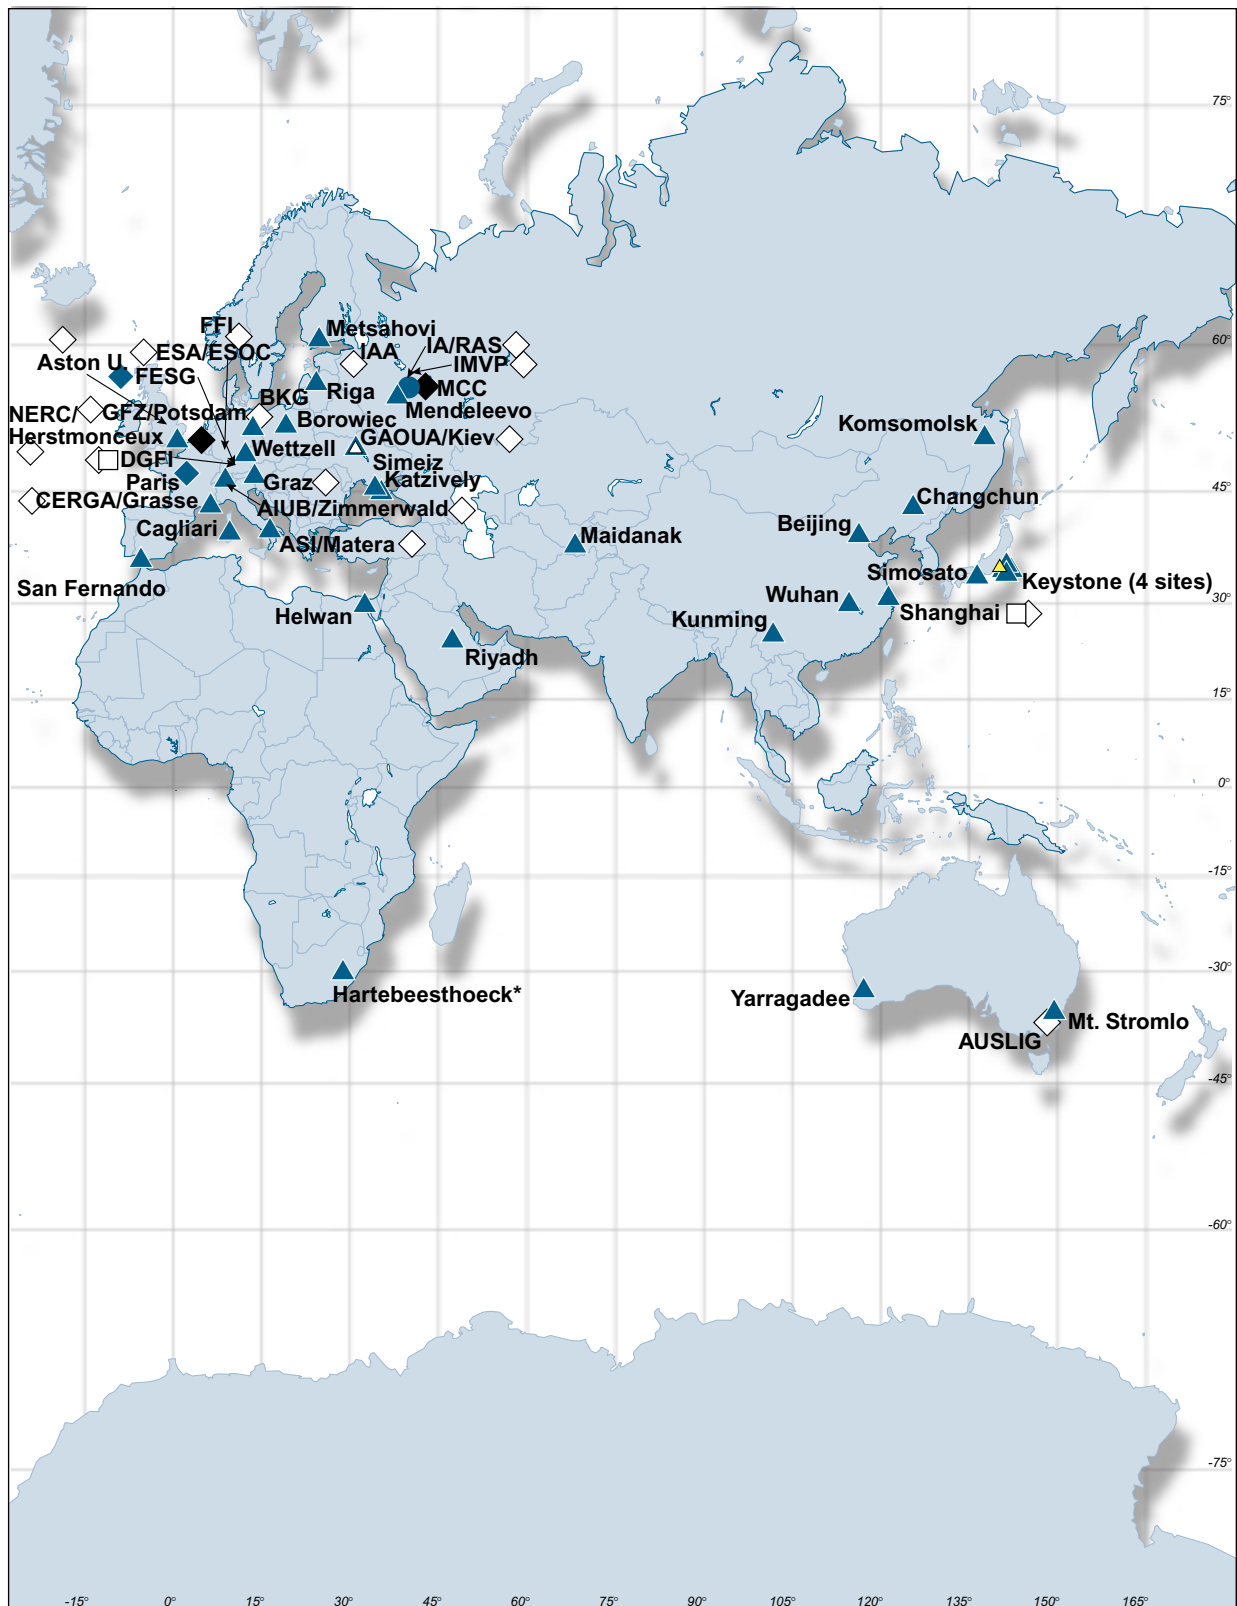 75°
FFI
Metsahovi
60°
Aston U.
ESA/ESOC
IAA
IA/RAS
IMVP
FESG
MCC
Riga
BKG
Mendeleevo
NERC/
Herstmonceux
GFZ/Potsdam
Borowiec
Komsomolsk
GAOUA/Kiev
Wettzell
DGFI
Simeiz
Paris
Graz
Katzively
45°
CERGA/Grasse
AIUB/Zimmerwald
Changchun
Cagliari
Beijing
Maidanak
ASI/Matera
San Fernando
Simosato
Keystone (4 sites)
Wuhan
30°
Helwan
Kunming
Shanghai
Riyadh
15°
0°
-15°
-30°
Hartebeesthoeck*
Yarragadee
Mt. Stromlo
AUSLIG
-45°
-60°
-75°
-15° 0° 15° 30° 45° 60° 75° 90° 105° 120° 135° 150° 165°